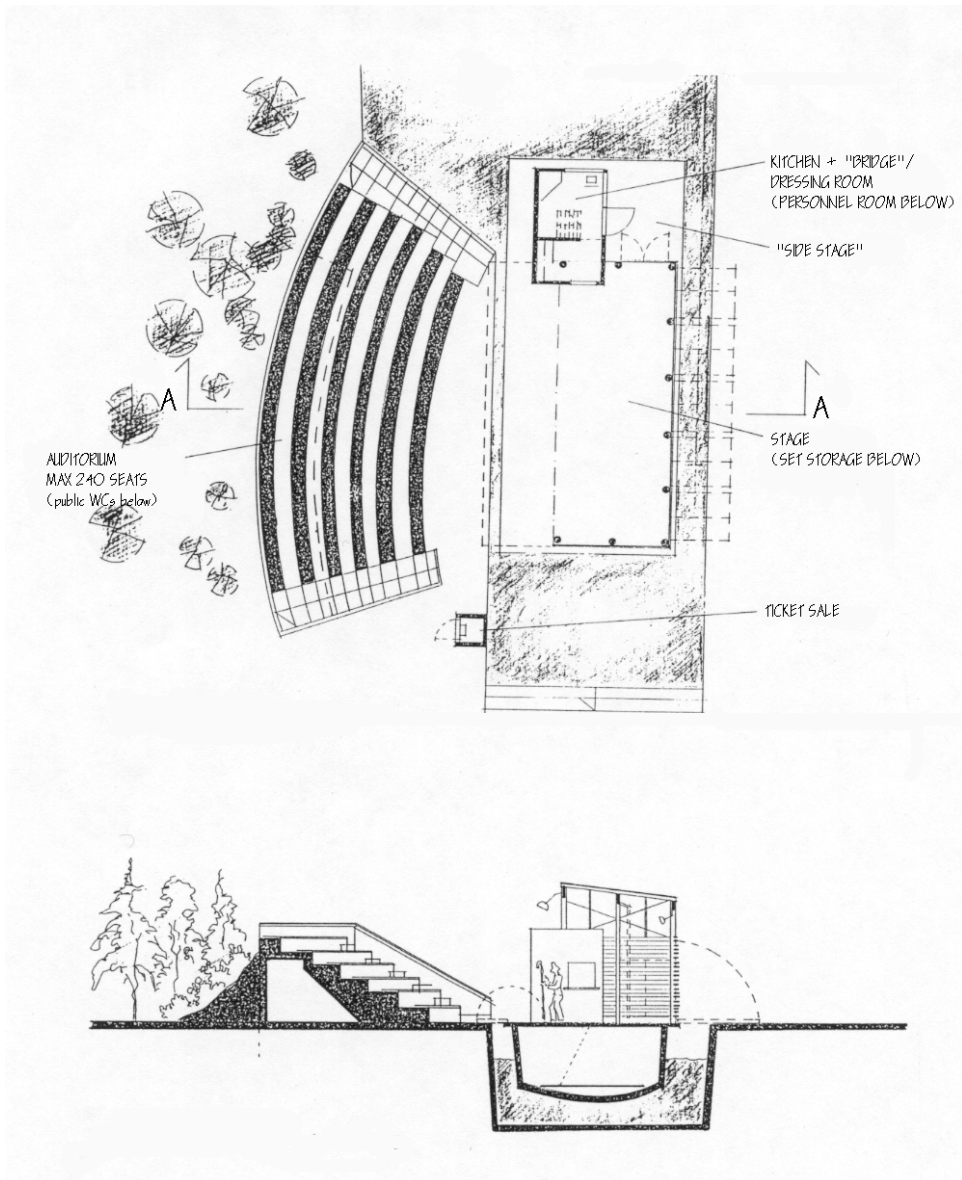 KITCHEN + "BRIDGE"/
DRESSING ROOM
(PERSONNEL ROOM BELOW)
"SIDE STAGE"
A
A
STAGE
(SET STORAGE BELOW)
AUDITORIUM
MAX 240 SEATS
(public WCs below)
TICKET SALE